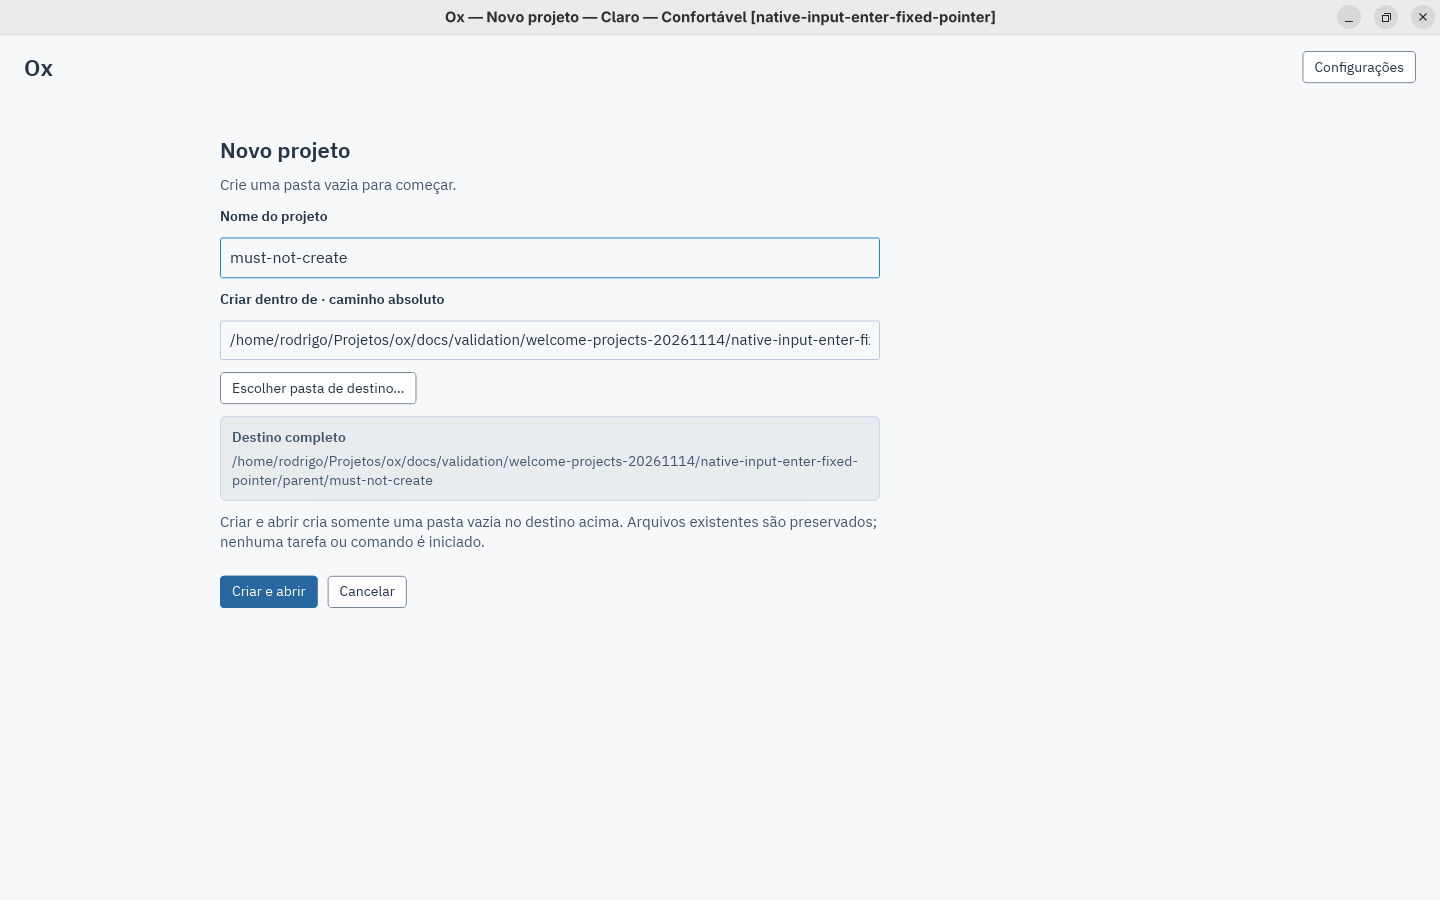 Ox — Novo projeto — Claro — Confortável [native-input-enter-fixed-pointer]
Ox
Configurações
Novo projeto
Crie uma pasta vazia para começar.
Nome do projeto
must-not-create
Criar dentro de · caminho absoluto
/home/rodrigo/Projetos/ox/docs/validation/welcome-projects-20261114/native-input-enter-fi
Escolher pasta de destino...
Destino completo
/home/rodrigo/Projetos/ox/docs/validation/welcome-projects-20261114/native-input-enter-fixed-
pointer/parent/must-not-create
Criar e abrir cria somente uma pasta vazia no destino acima. Arquivos existentes são preservados;
nenhuma tarefa ou comando é iniciado.
Criar e abrir
Cancelar